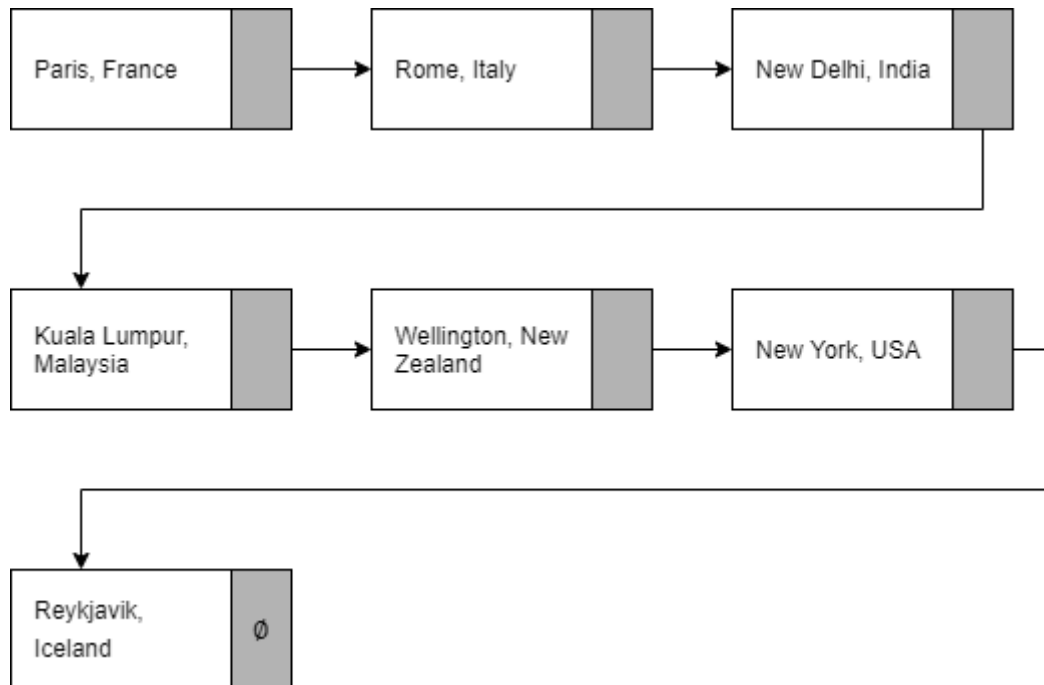 Paris, France
Rome, Italy
New Delhi, India
Kuala Lumpur,
Malaysia
Wellington, New
Zealand
New York, USA
Reykjavik,
Iceland
Ø